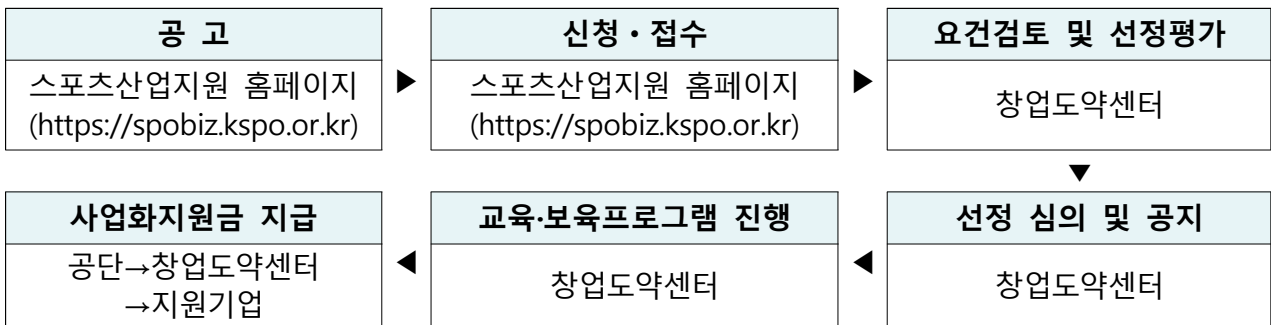 공 고
스포츠산업지원 홈페이지
(https://spobiz.kspo.or.kr)
▶
신청・접수
스포츠산업지원 홈페이지
(https://spobiz.kspo.or.kr)
▶
요건검토 및 선정평가
창업도약센터
▼
선정 심의 및 공지
창업도약센터
◀
교육·보육프로그램 진행
창업도약센터
◀
사업화지원금 지급
공단→창업도약센터
→지원기업